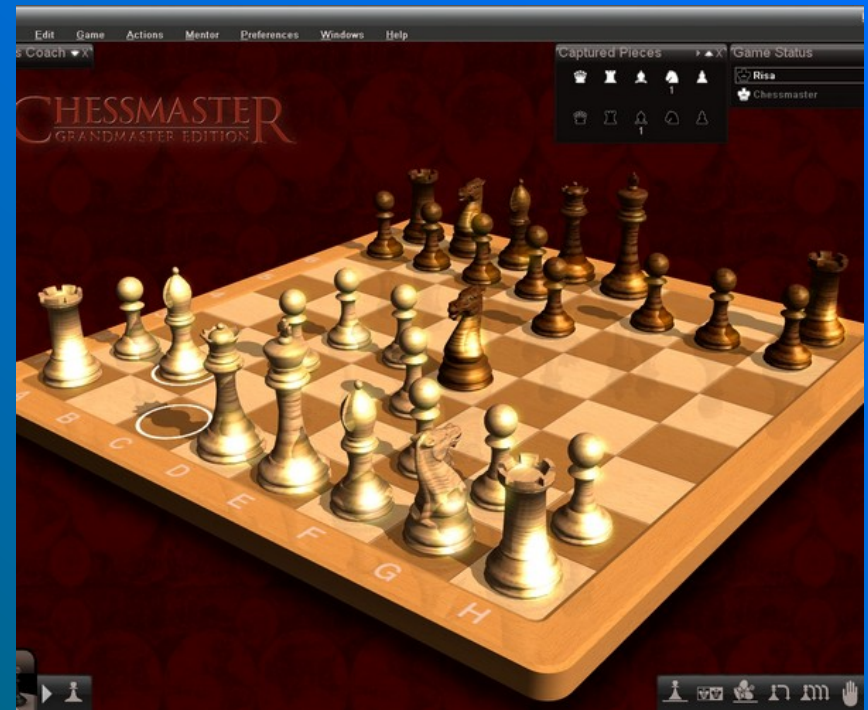 Edit Game Actions Mentor Preferences Windows Help
s Coach
Captured Pieces
1
1
Game Status
Risa
Chessmaster
CHESSMASTER
GRANDMASTER EDITION
A
B
C
D
E
F
G
H